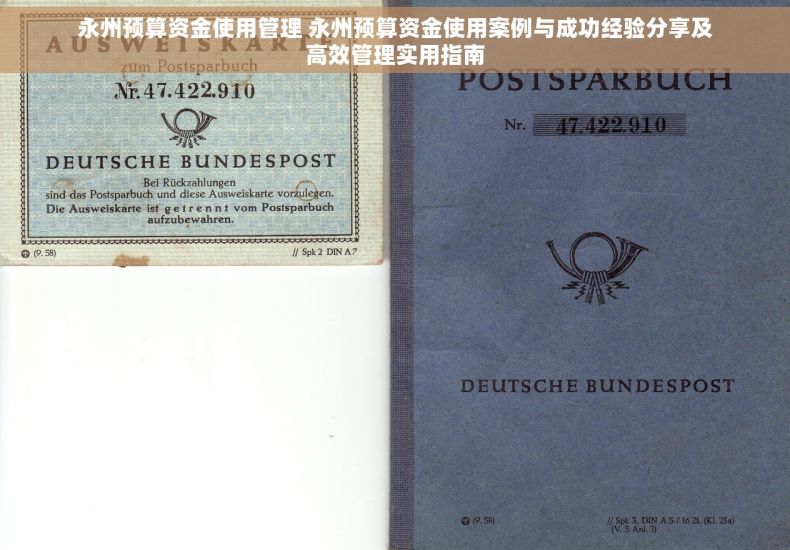 永州预算资金使用管理 永州预算资金使用案例与成功经验分享及
高效管理实用指南
AUSWEISKARTE
zum Postsparbuch
Nr. 47.422.910
DEUTSCHE BUNDESPOST
Bei Rückzahlungen
sind das Postsparbuch und diese Ausweiskarte vorzulegen.
Die Ausweiskarte ist getrennt vom Postsparbuch
aufzubewahren.
(9. 58)
// Spk 2 DIN A 7
POSTSPARBUCH
Nr. 47.422.910
DEUTSCHE BUNDESPOST
(9. 58)
// Spk 3, DIN A 5 / 16 Bl. (Kl. 23a)
(V. 5 Anl. 2)